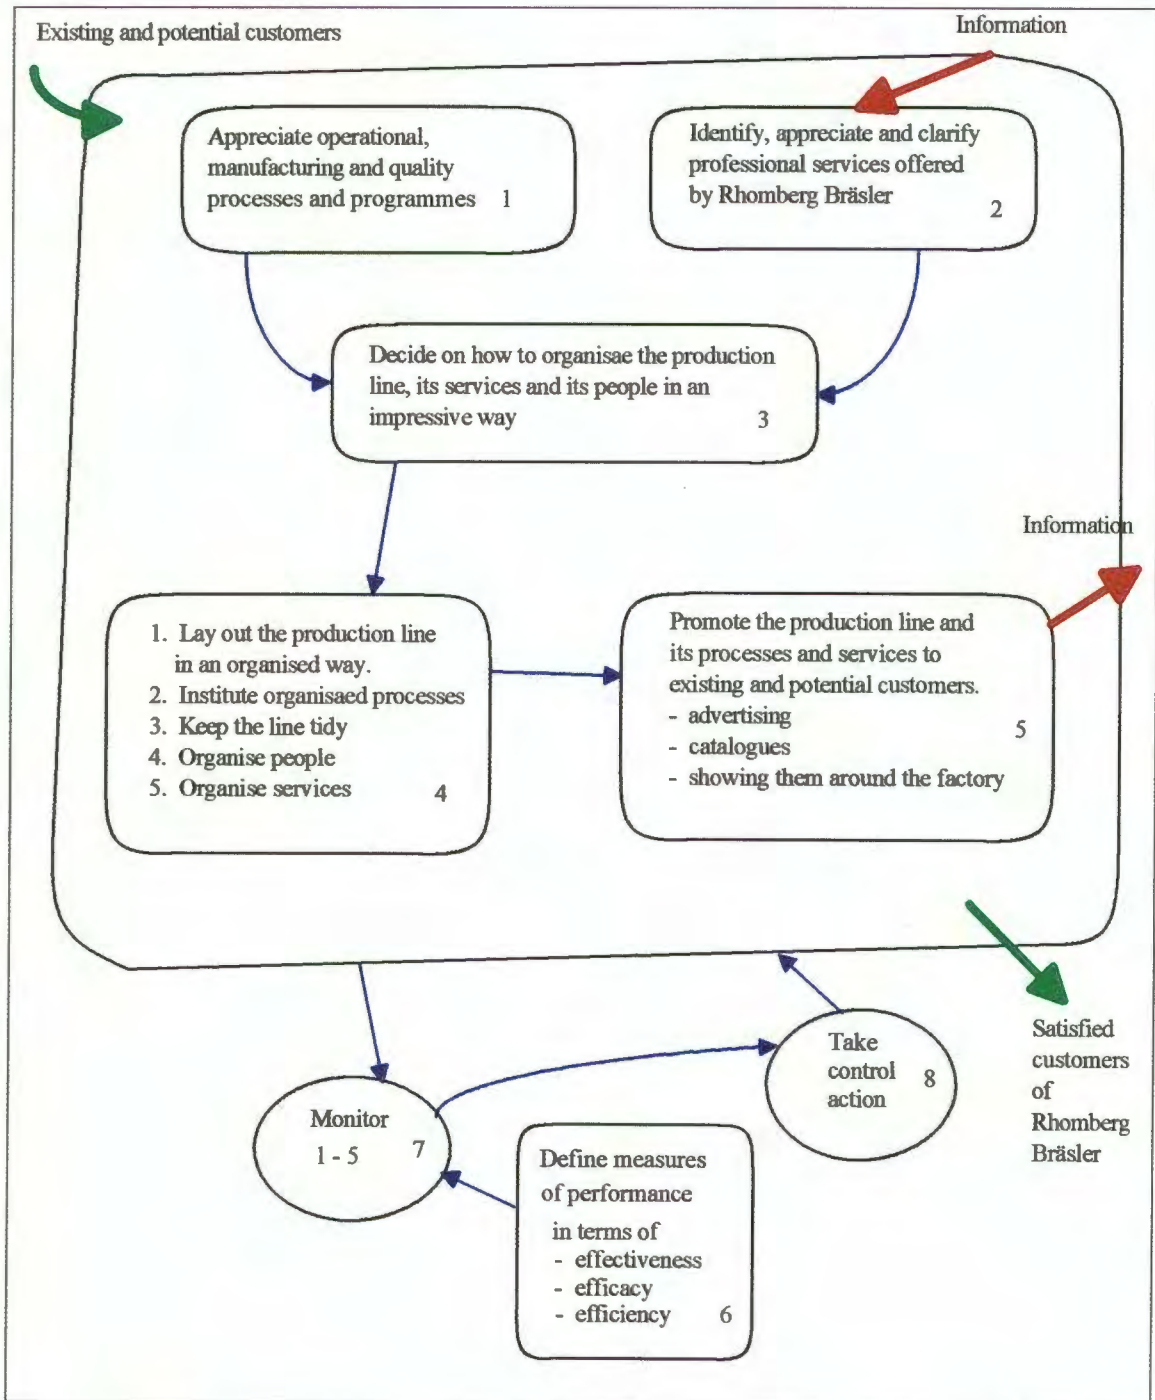 Existing and potential customers
Information
Appreciate operational,
manufacturing and quality
processes and programmes 1
Identify, appreciate and clarify
professional services offered
by Rhomberg Bräsler
2
Decide on how to organisae the production
line, its services and its people in an
impressive way
3
Information
1. Lay out the production line
in an organised way.
2. Institute organisaed processes
3. Keep the line tidy
4. Organise people
5. Organise services
4
Promote the production line and
its processes and services to
existing and potential customers.
- advertising
- catalogues
- showing them around the factory
5
Satisfied
customers
of
Rhomberg
Bräsler
Take
control
action
8
Monitor
1 - 5
7
Define measures
of performance
in terms of
- effectiveness
- efficacy
- efficiency
6